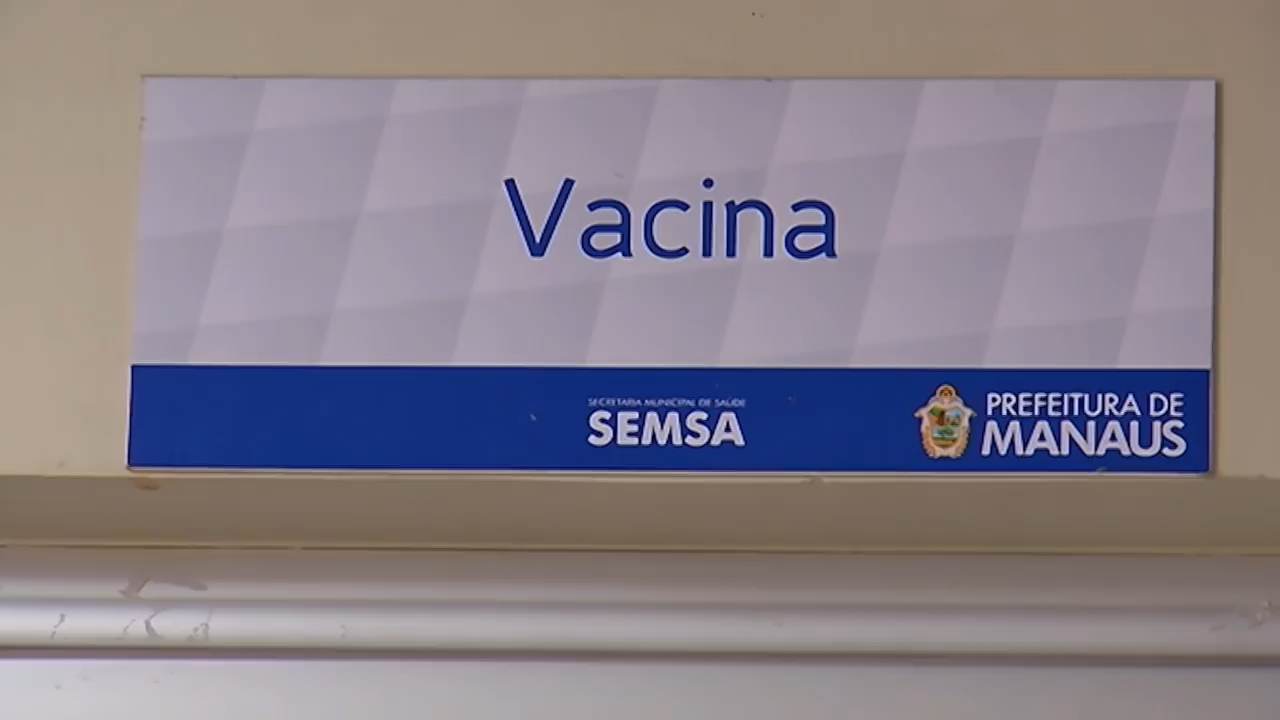 Vacina
SECRETARIA MUNICIPAL DE SAÚDE
SEMSA
PREFEITURA DE
MANAUS